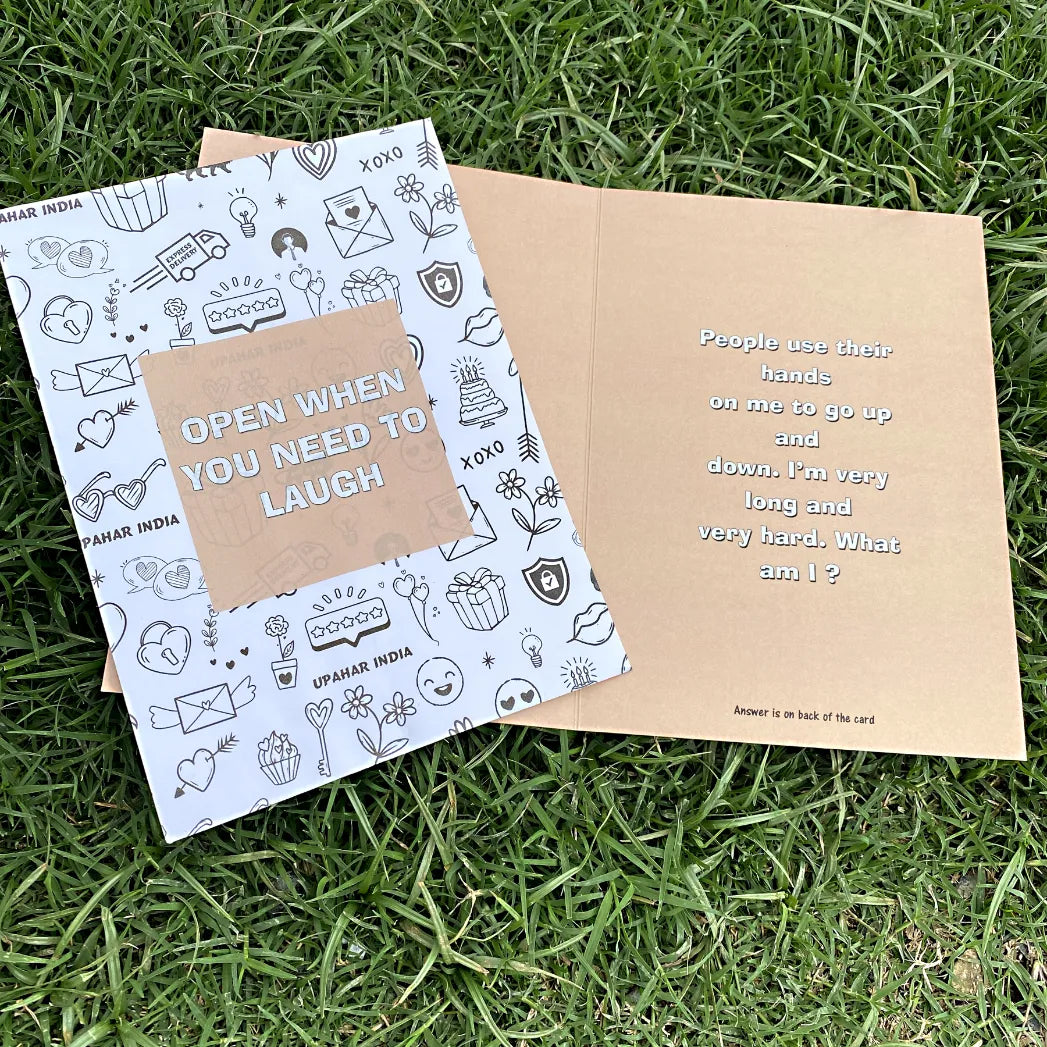 AHAR INDIA
XOXO
EXPRESS
DELIVERY
UPAHAR INDIA
OPEN WHEN
YOU NEED TO
LAUGH
XOXO
PAHAR INDIA
UPAHAR INDIA
People use their
hands
on me to go up
and
down. I'm very
long and
very hard. What
am I ?
Answer is on back of the card